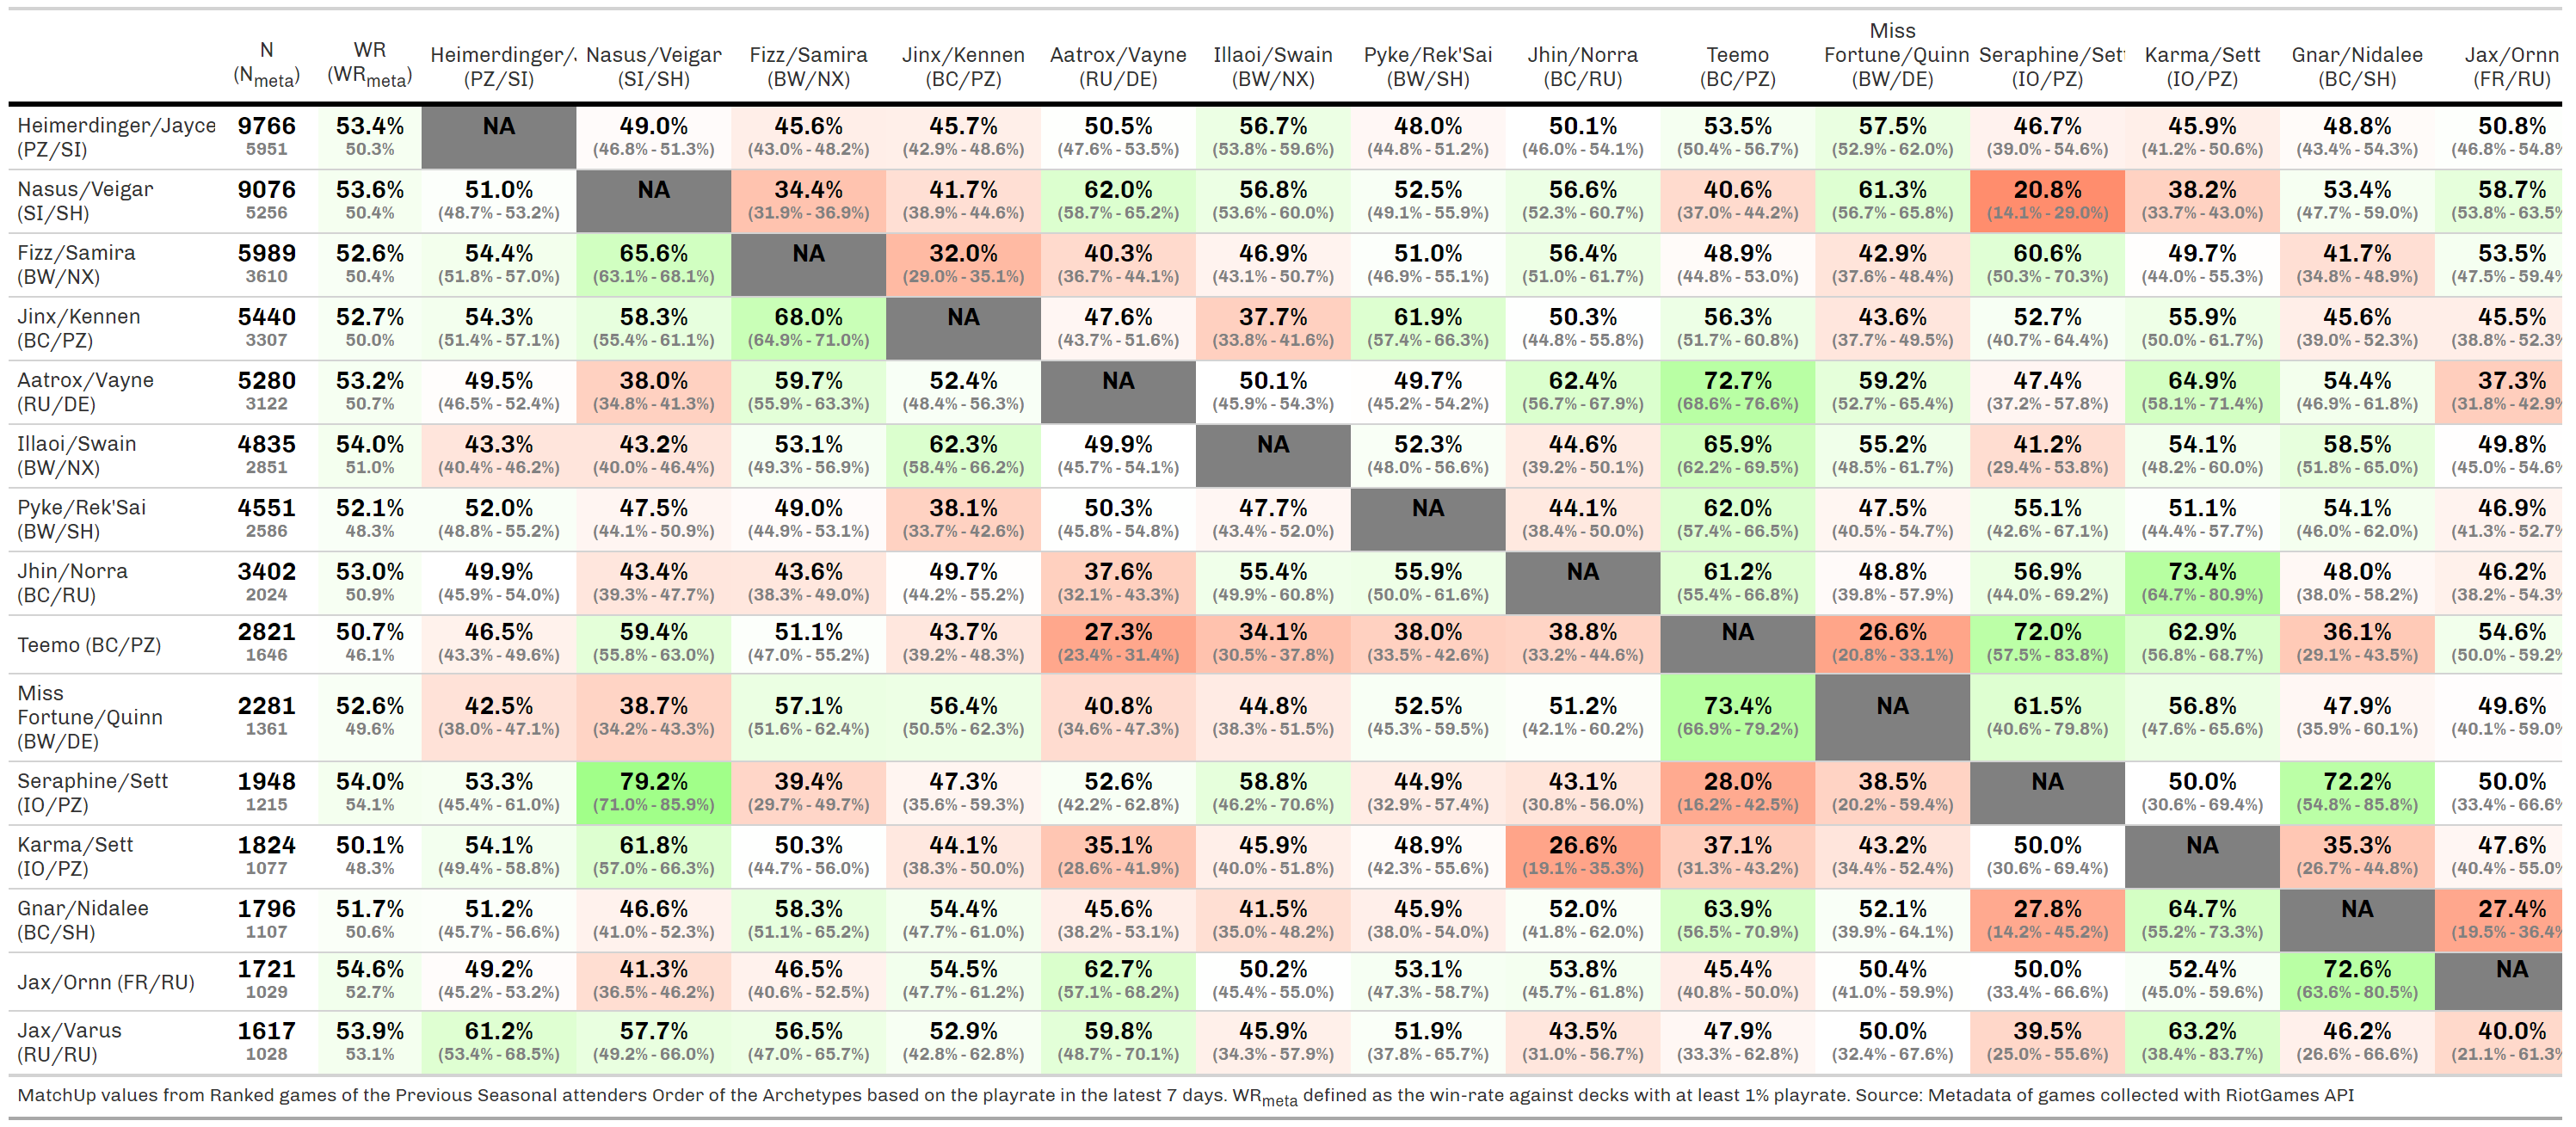 Miss
N WR Heimerdinger/J Nasus/Veigar Fizz/Samira Jinx/Kennen Aatrox/Vayne Illaoi/Swain Pyke/Rek'Sai Jhin/Norra Teemo Fortune/Quinn Seraphine/Sett Karma/Sett Gnar/Nidalee Jax/Ornn
(Nmeta) (WRmeta) (PZ/SI) (SI/SH) (BW/NX) (BC/PZ) (RU/DE) (BW/NX) (BW/SH) (BC/RU) (BC/PZ) (BW/DE) (IO/PZ) (IO/PZ) (BC/SH) (FR/RU)
Heimerdinger/Jayce 9766 53.4% NA 49.0% 45.6% 45.7% 50.5% 56.7% 48.0% 50.1% 53.5% 57.5% 46.7% 45.9% 48.8% 50.8%
(PZ/SI) 5951 50.3% (46.8% - 51.3%) (43.0% - 48.2%) (42.9% - 48.6%) (47.6% - 53.5%) (53.8% - 59.6%) (44.8% - 51.2%) (46.0% - 54.1%) (50.4% - 56.7%) (52.9% - 62.0%) (39.0% - 54.6%) (41.2% - 50.6%) (43.4% - 54.3%) (46.8% - 54.8%
Nasus/Veigar 9076 53.6% 51.0% NA 34.4% 41.7% 62.0% 56.8% 52.5% 56.6% 40.6% 61.3% 20.8% 38.2% 53.4% 58.7%
(SI/SH) 5256 50.4% (48.7% - 53.2%) (31.9% - 36.9%) (38.9% - 44.6%) (58.7% - 65.2%) (53.6% - 60.0%) (49.1% - 55.9%) (52.3% - 60.7%) (37.0% - 44.2%) (56.7% - 65.8%) (14.1% - 29.0%) (33.7% - 43.0%) (47.7% - 59.0%) (53.8% - 63.5%
Fizz/Samira 5989 52.6% 54.4% 65.6% NA 32.0% 40.3% 46.9% 51.0% 56.4% 48.9% 42.9% 60.6% 49.7% 41.7% 53.5%
(BW/NX) 3610 50.4% (51.8% - 57.0%) (63.1% - 68.1%) (29.0% - 35.1%) (36.7% - 44.1%) (43.1% - 50.7%) (46.9% - 55.1%) (51.0% - 61.7%) (44.8% - 53.0%) (37.6% - 48.4%) (50.3% - 70.3%) (44.0% - 55.3%) (34.8% - 48.9%) (47.5% - 59.4%
Jinx/Kennen 5440 52.7% 54.3% 58.3% 68.0% NA 47.6% 37.7% 61.9% 50.3% 56.3% 43.6% 52.7% 55.9% 45.6% 45.5%
(BC/PZ) 3307 50.0% (51.4% - 57.1%) (55.4% - 61.1%) (64.9% - 71.0%) (43.7% - 51.6%) (33.8% - 41.6%) (57.4% - 66.3%) (44.8% - 55.8%) (51.7% - 60.8%) (37.7% - 49.5%) (40.7% - 64.4%) (50.0% - 61.7%) (39.0% - 52.3%) (38.8% - 52.3%
Aatrox/Vayne 5280 53.2% 49.5% 38.0% 59.7% 52.4% NA 50.1% 49.7% 62.4% 72.7% 59.2% 47.4% 64.9% 54.4% 37.3%
(RU/DE) 3122 50.7% (46.5% - 52.4%) (34.8% - 41.3%) (55.9% - 63.3%) (48.4% - 56.3%) (45.9% - 54.3%) (45.2% - 54.2%) (56.7% - 67.9%) (68.6% - 76.6%) (52.7% - 65.4%) (37.2% - 57.8%) (58.1% - 71.4%) (46.9% - 61.8%) (31.8% - 42.9%
Illaoi/Swain 4835 54.0% 43.3% 43.2% 53.1% 62.3% 49.9% NA 52.3% 44.6% 65.9% 55.2% 41.2% 54.1% 58.5% 49.8%
(BW/NX) 2851 51.0% (40.4% - 46.2%) (40.0% - 46.4%) (49.3% - 56.9%) (58.4% - 66.2%) (45.7% - 54.1%) (48.0% - 56.6%) (39.2% - 50.1%) (62.2% - 69.5%) (48.5% - 61.7%) (29.4% - 53.8%) (48.2% - 60.0%) (51.8% - 65.0%) (45.0% - 54.6%
Pyke/Rek'Sai 4551 52.1% 52.0% 47.5% 49.0% 38.1% 50.3% 47.7% NA 44.1% 62.0% 47.5% 55.1% 51.1% 54.1% 46.9%
(BW/SH) 2586 48.3% (48.8% - 55.2%) (44.1% - 50.9%) (44.9% - 53.1%) (33.7% - 42.6%) (45.8% - 54.8%) (43.4% - 52.0%) (38.4% - 50.0%) (57.4% - 66.5%) (40.5% - 54.7%) (42.6% - 67.1%) (44.4% - 57.7%) (46.0% - 62.0%) (41.3% - 52.7%
Jhin/Norra 3402 53.0% 49.9% 43.4% 43.6% 49.7% 37.6% 55.4% 55.9% NA 61.2% 48.8% 56.9% 73.4% 48.0% 46.2%
(BC/RU) 2024 50.9% (45.9% - 54.0%) (39.3% - 47.7%) (38.3% - 49.0%) (44.2% - 55.2%) (32.1% - 43.3%) (49.9% - 60.8%) (50.0% - 61.6%) (55.4% - 66.8%) (39.8% - 57.9%) (44.0% - 69.2%) (64.7% - 80.9%) (38.0% - 58.2%) (38.2% - 54.3%
Teemo (BC/PZ) 2821 50.7% 46.5% 59.4% 51.1% 43.7% 27.3% 34.1% 38.0% 38.8% NA 26.6% 72.0% 62.9% 36.1% 54.6%
1646 46.1% (43.3% - 49.6%) (55.8% - 63.0%) (47.0% - 55.2%) (39.2% - 48.3%) (23.4% - 31.4%) (30.5% - 37.8%) (33.5% - 42.6%) (33.2% - 44.6%) (20.8% - 33.1%) (57.5% - 83.8%) (56.8% - 68.7%) (29.1% - 43.5%) (50.0% - 59.2%
Miss
Fortune/Quinn 2281 52.6% 42.5% 38.7% 57.1% 56.4% 40.8% 44.8% 52.5% 51.2% 73.4% NA 61.5% 56.8% 47.9% 49.6%
(BW/DE) 1361 49.6% (38.0% - 47.1%) (34.2% - 43.3%) (51.6% - 62.4%) (50.5% - 62.3%) (34.6% - 47.3%) (38.3% - 51.5%) (45.3% - 59.5%) (42.1% - 60.2%) (66.9% - 79.2%) (40.6% - 79.8%) (47.6% - 65.6%) (35.9% - 60.1%) (40.1% - 59.0%
Seraphine/Sett 1948 54.0% 53.3% 79.2% 39.4% 47.3% 52.6% 58.8% 44.9% 43.1% 28.0% 38.5% NA 50.0% 72.2% 50.0%
(IO/PZ) 1215 54.1% (45.4% - 61.0%) (71.0% - 85.9%) (29.7% - 49.7%) (35.6% - 59.3%) (42.2% - 62.8%) (46.2% - 70.6%) (32.9% - 57.4%) (30.8% - 56.0%) (16.2% - 42.5%) (20.2% - 59.4%) (30.6% - 69.4%) (54.8% - 85.8%) (33.4% - 66.6%
Karma/Sett 1824 50.1% 54.1% 61.8% 50.3% 44.1% 35.1% 45.9% 48.9% 26.6% 37.1% 43.2% 50.0% NA 35.3% 47.6%
(IO/PZ) 1077 48.3% (49.4% - 58.8%) (57.0% - 66.3%) (44.7% - 56.0%) (38.3% - 50.0%) (28.6% - 41.9%) (40.0% - 51.8%) (42.3% - 55.6%) (19.1% - 35.3%) (31.3% - 43.2%) (34.4% - 52.4%) (30.6% - 69.4%) (26.7% - 44.8%) (40.4% - 55.0%
Gnar/Nidalee 1796 51.7% 51.2% 46.6% 58.3% 54.4% 45.6% 41.5% 45.9% 52.0% 63.9% 52.1% 27.8% 64.7% NA 27.4%
(BC/SH) 1107 50.6% (45.7% - 56.6%) (41.0% - 52.3%) (51.1% - 65.2%) (47.7% - 61.0%) (38.2% - 53.1%) (35.0% - 48.2%) (38.0% - 54.0%) (41.8% - 62.0%) (56.5% - 70.9%) (39.9% - 64.1%) (14.2% - 45.2%) (55.2% - 73.3%) (19.5% - 36.4%
Jax/Ornn (FR/RU) 1721 54.6% 49.2% 41.3% 46.5% 54.5% 62.7% 50.2% 53.1% 53.8% 45.4% 50.4% 50.0% 52.4% 72.6% NA
1029 52.7% (45.2% - 53.2%) (36.5% - 46.2%) (40.6% - 52.5%) (47.7% - 61.2%) (57.1% - 68.2%) (45.4% - 55.0%) (47.3% - 58.7%) (45.7% - 61.8%) (40.8% - 50.0%) (41.0% - 59.9%) (33.4% - 66.6%) (45.0% - 59.6%) (63.6% - 80.5%)
Jax/Varus 1617 53.9% 61.2% 57.7% 56.5% 52.9% 59.8% 45.9% 51.9% 43.5% 47.9% 50.0% 39.5% 63.2% 46.2% 40.0%
(RU/RU) 1028 53.1% (53.4% - 68.5%) (49.2% - 66.0%) (47.0% - 65.7%) (42.8% - 62.8%) (48.7% - 70.1%) (34.3% - 57.9%) (37.8% - 65.7%) (31.0% - 56.7%) (33.3% - 62.8%) (32.4% - 67.6%) (25.0% - 55.6%) (38.4% - 83.7%) (26.6% - 66.6%) (21.1% - 61.3%
MatchUp values from Ranked games of the Previous Seasonal attenders Order of the Archetypes based on the playrate in the latest 7 days. WRmeta defined as the win-rate against decks with at least 1% playrate. Source: Metadata of games collected with RiotGames API